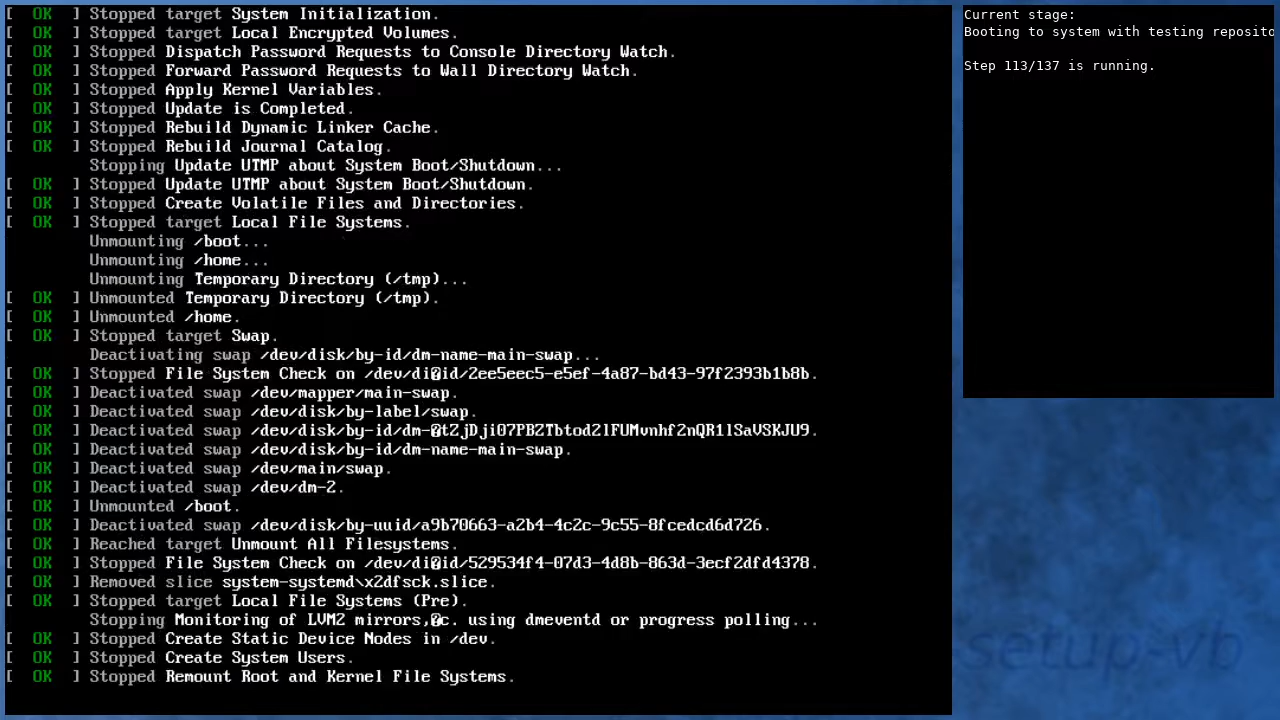 [  OK  ] Stopped target System Initialization.
[  OK  ] Stopped target Local Encrypted Volumes.
[  OK  ] Stopped Dispatch Password Requests to Console Directory Watch.
[  OK  ] Stopped Forward Password Requests to Wall Directory Watch.
[  OK  ] Stopped Apply Kernel Variables.
[  OK  ] Stopped Update is Completed.
[  OK  ] Stopped Rebuild Dynamic Linker Cache.
[  OK  ] Stopped Rebuild Journal Catalog.
Stopping Update UTMP about System Boot/Shutdown...
[  OK  ] Stopped Update UTMP about System Boot/Shutdown.
[  OK  ] Stopped Create Volatile Files and Directories.
[  OK  ] Stopped target Local File Systems.
Unmounting /boot...
Unmounting /home...
Unmounting Temporary Directory (/tmp)...
[  OK  ] Unmounted Temporary Directory (/tmp).
[  OK  ] Unmounted /home.
[  OK  ] Stopped target Swap.
Deactivating swap /dev/disk/by-id/dm-name-main-swap...
[  OK  ] Stopped File System Check on /dev/di�id/2ee5eec5-e5ef-4a87-bd43-97f2393b1b8b.
[  OK  ] Deactivated swap /dev/mapper/main-swap.
[  OK  ] Deactivated swap /dev/disk/by-label/swap.
[  OK  ] Deactivated swap /dev/disk/by-id/dm-�tZjDji07PBZTbtod2lFUMvnhf2nQR1lSaVSKJU9.
[  OK  ] Deactivated swap /dev/disk/by-id/dm-name-main-swap.
[  OK  ] Deactivated swap /dev/main/swap.
[  OK  ] Deactivated swap /dev/dm-2.
[  OK  ] Unmounted /boot.
[  OK  ] Deactivated swap /dev/disk/by-uuid/a9b70663-a2b4-4c2c-9c55-8fcedcd6d726.
[  OK  ] Reached target Unmount All Filesystems.
[  OK  ] Stopped File System Check on /dev/di�id/529534f4-07d3-4d8b-863d-3ecf2dfd4378.
[  OK  ] Removed slice system-systemd\x2dfsck.slice.
[  OK  ] Stopped target Local File Systems (Pre).
Stopping Monitoring of LVM2 mirrors,�c. using dmeventd or progress polling...
[  OK  ] Stopped Create Static Device Nodes in /dev.
[  OK  ] Stopped Create System Users.
[  OK  ] Stopped Remount Root and Kernel File Systems.
Current stage:
Booting to system with testing reposito
Step 113/137 is running.
setup-vb